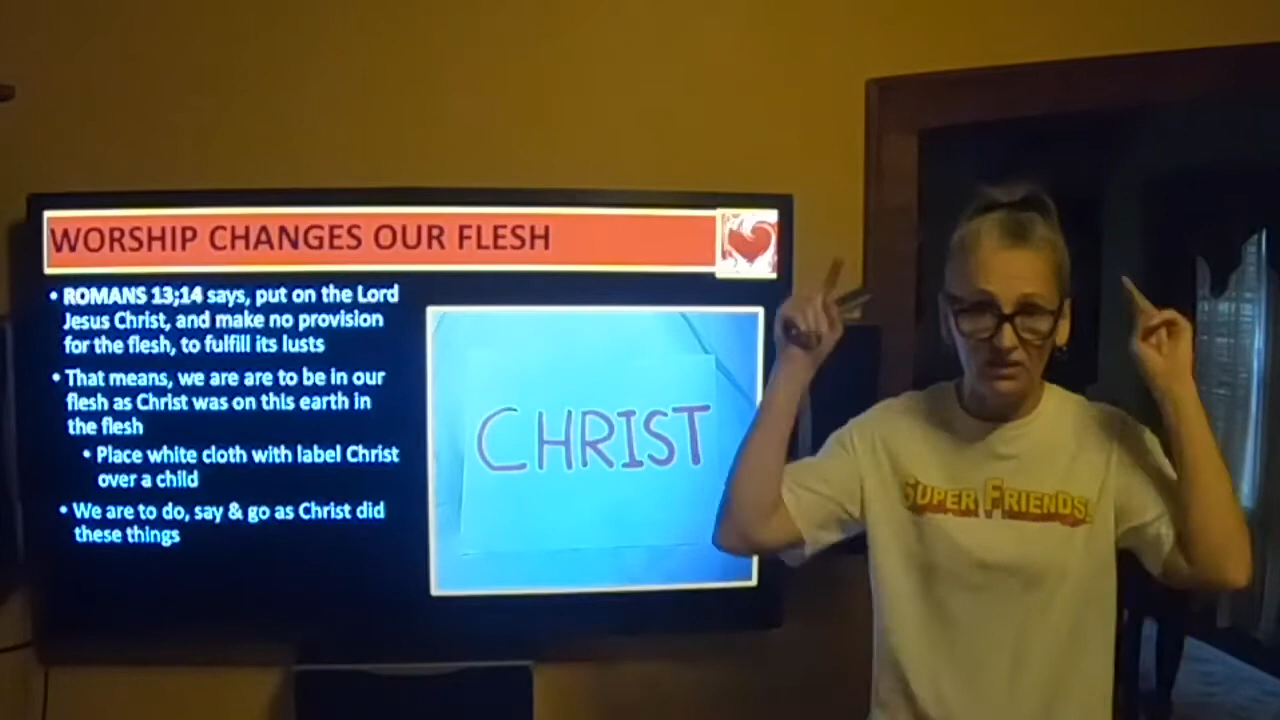 WORSHIP CHANGES OUR FLESH
• ROMANS 13;14 says, put on the Lord
Jesus Christ, and make no provision
for the flesh, to fulfill its lusts
• That means, we are are to be in our
flesh as Christ was on this earth in
the flesh
• Place white cloth with label Christ
over a child
• We are to do, say & go as Christ did
these things
CHRIST
SUPER FRIENDS!